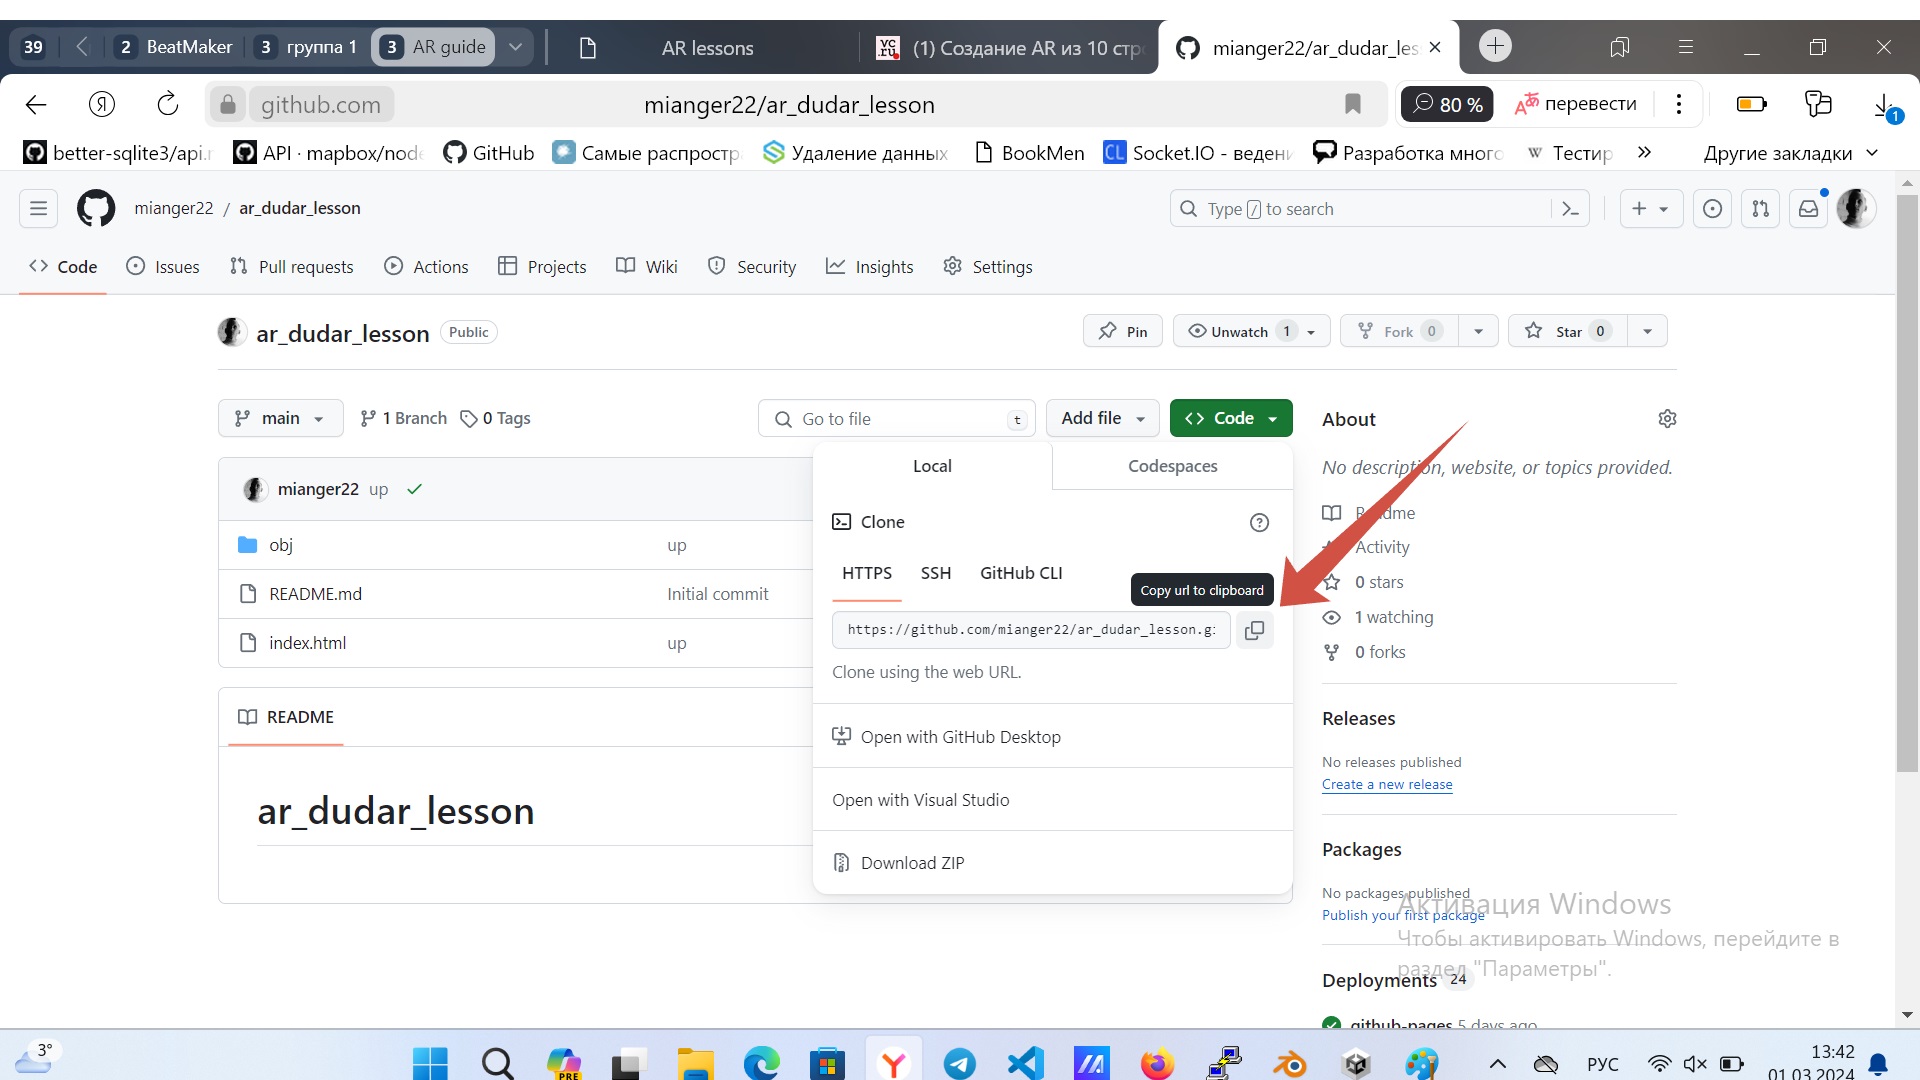 39
2 BeatMaker
3 группа 1
3 AR guide
AR lessons
(1) Создание AR из 10 стро
mianger22/ar_dudar_les
github.com
mianger22/ar_dudar_lesson
80 %
перевести
1
better-sqlite3/api.r
API · mapbox/node
GitHub
Самые распростр
Удаление данных
BookMen
CL Socket.IO - ведени
Разработка много
W Тестир
Другие закладки
mianger22 / ar_dudar_lesson
Type / to search
Code
Issues
Pull requests
Actions
Projects
Wiki
Security
Insights
Settings
ar_dudar_lesson Public
Pin
Unwatch 1
Fork 0
Star 0
main
1 Branch
0 Tags
Go to file t
Add file
Code
mianger22 up
obj up
README.md Initial commit
index.html up
README
ar_dudar_lesson
Local
Codespaces
Clone
HTTPS SSH GitHub CLI
Copy url to clipboard
https://github.com/mianger22/ar_dudar_lesson.gi
Clone using the web URL.
Open with GitHub Desktop
Open with Visual Studio
Download ZIP
About
No description, website, or topics provided.
Readme
Activity
0 stars
1 watching
0 forks
Releases
No releases published
Create a new release
Packages
No packages published
Publish your first package
Активация Windows
Чтобы активировать Windows, перейдите в
раздел "Параметры".
Deployments 24
github-pages 5 days ago
3°
PRE
РУС
13:42
01.03.2024